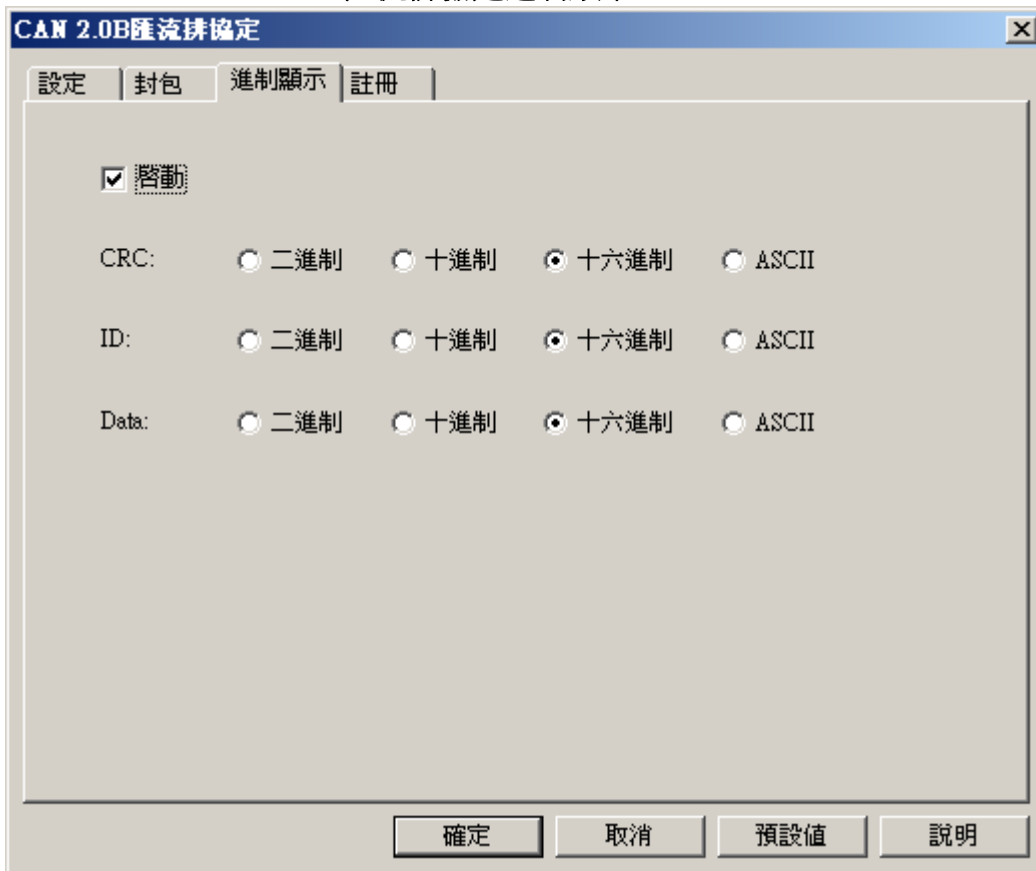 CAN 2.0B匯流排協定
設定 封包 進制顯示 註冊
啓動
CRC: 二進制 十進制 十六進制 ASCII
ID: 二進制 十進制 十六進制 ASCII
Data: 二進制 十進制 十六進制 ASCII
確定 取消 預設值 說明